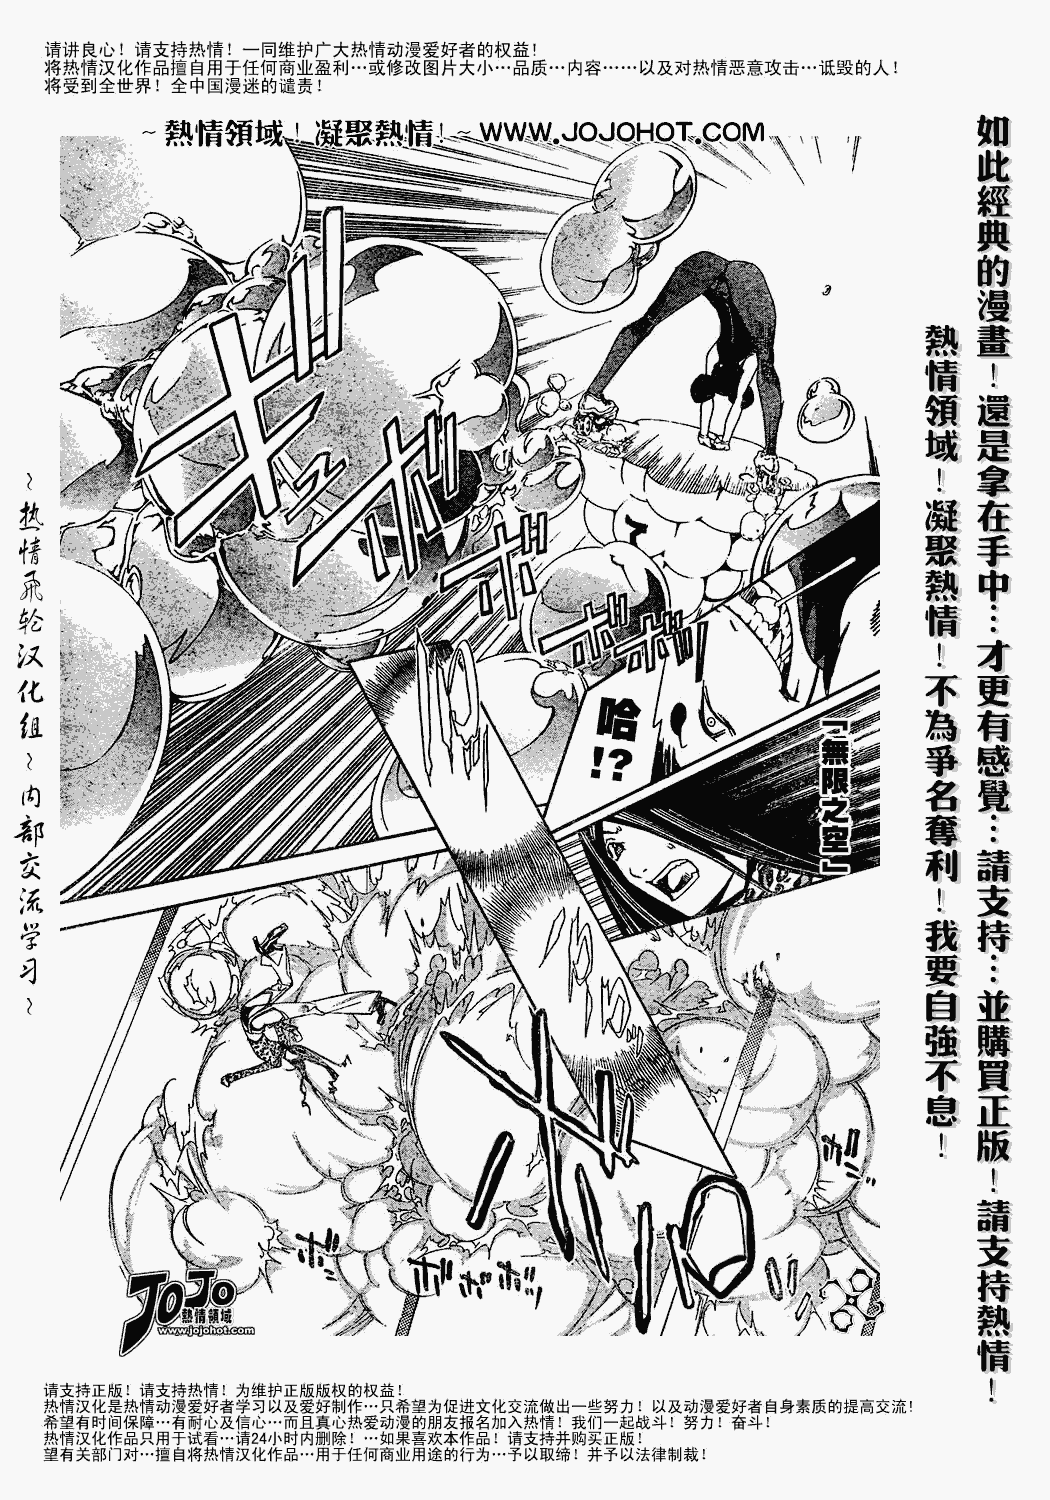 请讲良心！请支持热情！一同维护广大热情动漫爱好者的权益！
将热情汉化作品擅自用于任何商业盈利…或修改图片大小…品质…内容……以及对热情恶意攻击…诋毁的人！
将受到全世界！全中国漫迷的谴责！
~熱情領域！凝聚熱情！~WWW.JOJOHOT.COM
如此經典的漫畫！還是拿在手中…才更有感覺…請支持…並購買正版！請支持熱情！
熱情領域！凝聚熱情！不為爭名奪利！我要自強不息！
~热情飛轮汉化组~内部交流学习~
ギュ
ギュ
ボ
ボ
ボ
ボ
哈!?
「無限之空」
ボ
ボ
ボ
ボ
ボ
JOJO
熱情領域
www.jojohot.com
请支持正版！请支持热情！为维护正版版权的权益！
热情汉化是热情动漫爱好者学习以及爱好制作…只希望为促进文化交流做出一些努力！以及动漫爱好者自身素质的提高交流！
希望有时间保障…有耐心及信心…而且真心热爱动漫的朋友报名加入热情！我们一起战斗！努力！奋斗！
热情汉化作品只用于试看…请24小时内删除！…如果喜欢本作品！请支持并购买正版！
望有关部门对…擅自将热情汉化作品…用于任何商业用途的行为…予以取缔！并予以法律制裁！